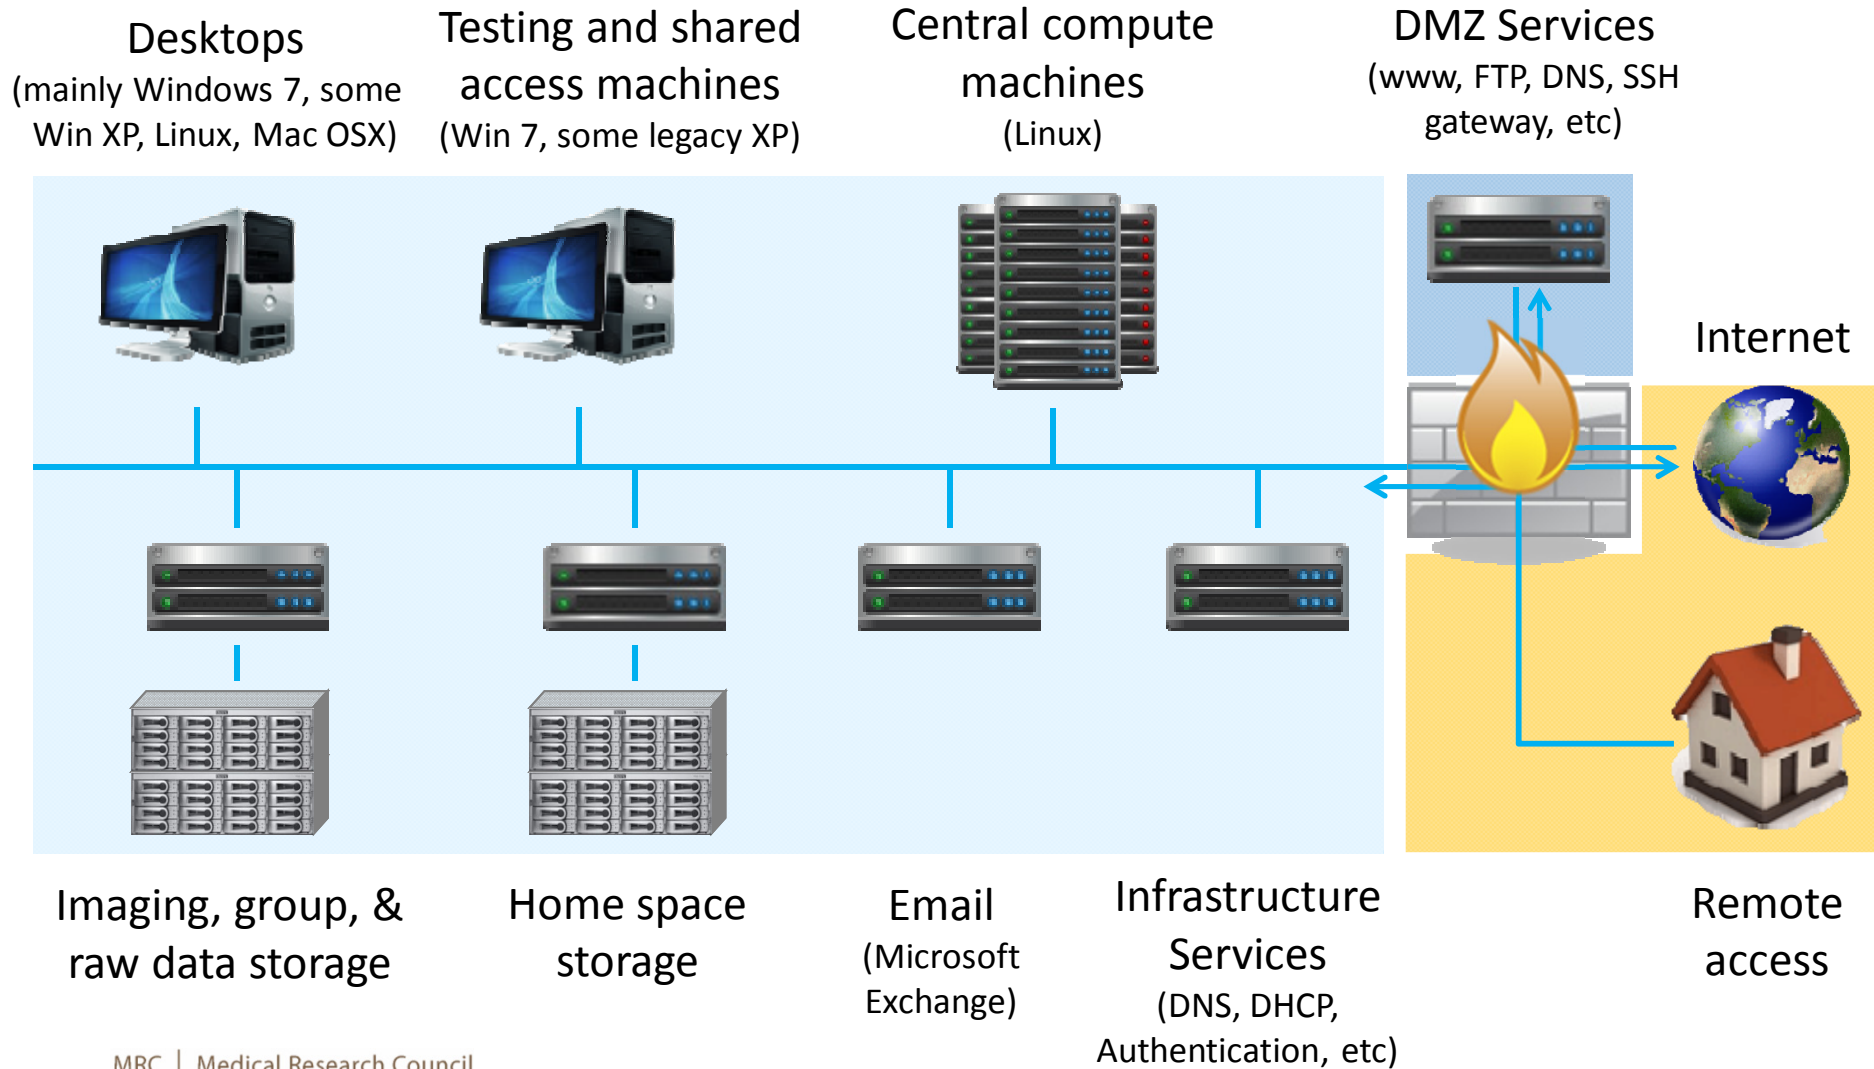 Desktops
(mainly Windows 7, some
Win XP, Linux, Mac OSX)
Testing and shared
access machines
(Win 7, some legacy XP)
Central compute
machines
(Linux)
DMZ Services
(www, FTP, DNS, SSH
gateway, etc)
Internet
Imaging, group, &
raw data storage
Home space
storage
Email
(Microsoft
Exchange)
Infrastructure
Services
(DNS, DHCP,
Authentication, etc)
Remote
access
MRC | Medical Research Council